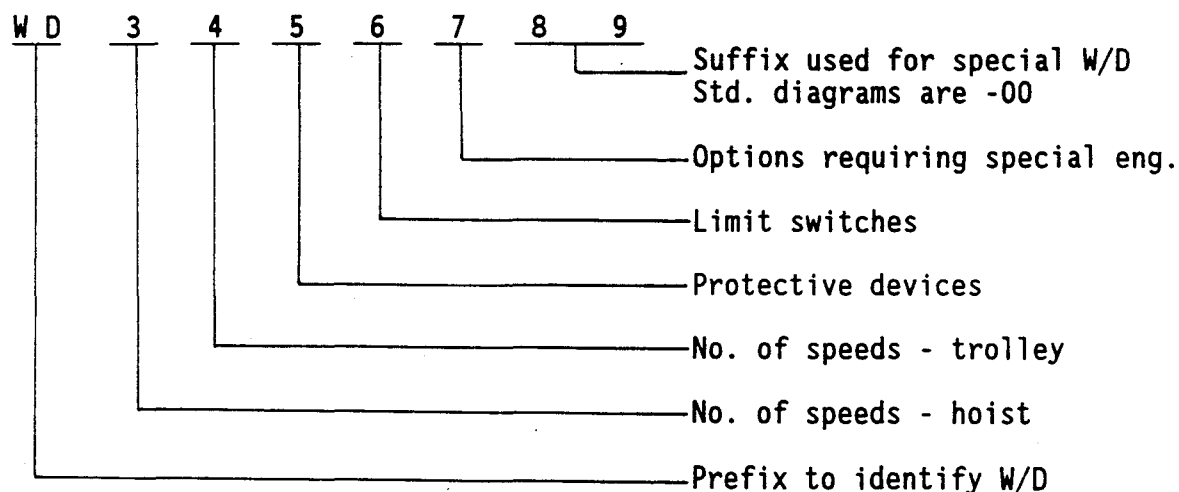 W D 3 4 5 6 7 8 9
Suffix used for special W/D
Std. diagrams are -00
Options requiring special eng.
Limit switches
Protective devices
No. of speeds - trolley
No. of speeds - hoist
Prefix to identify W/D